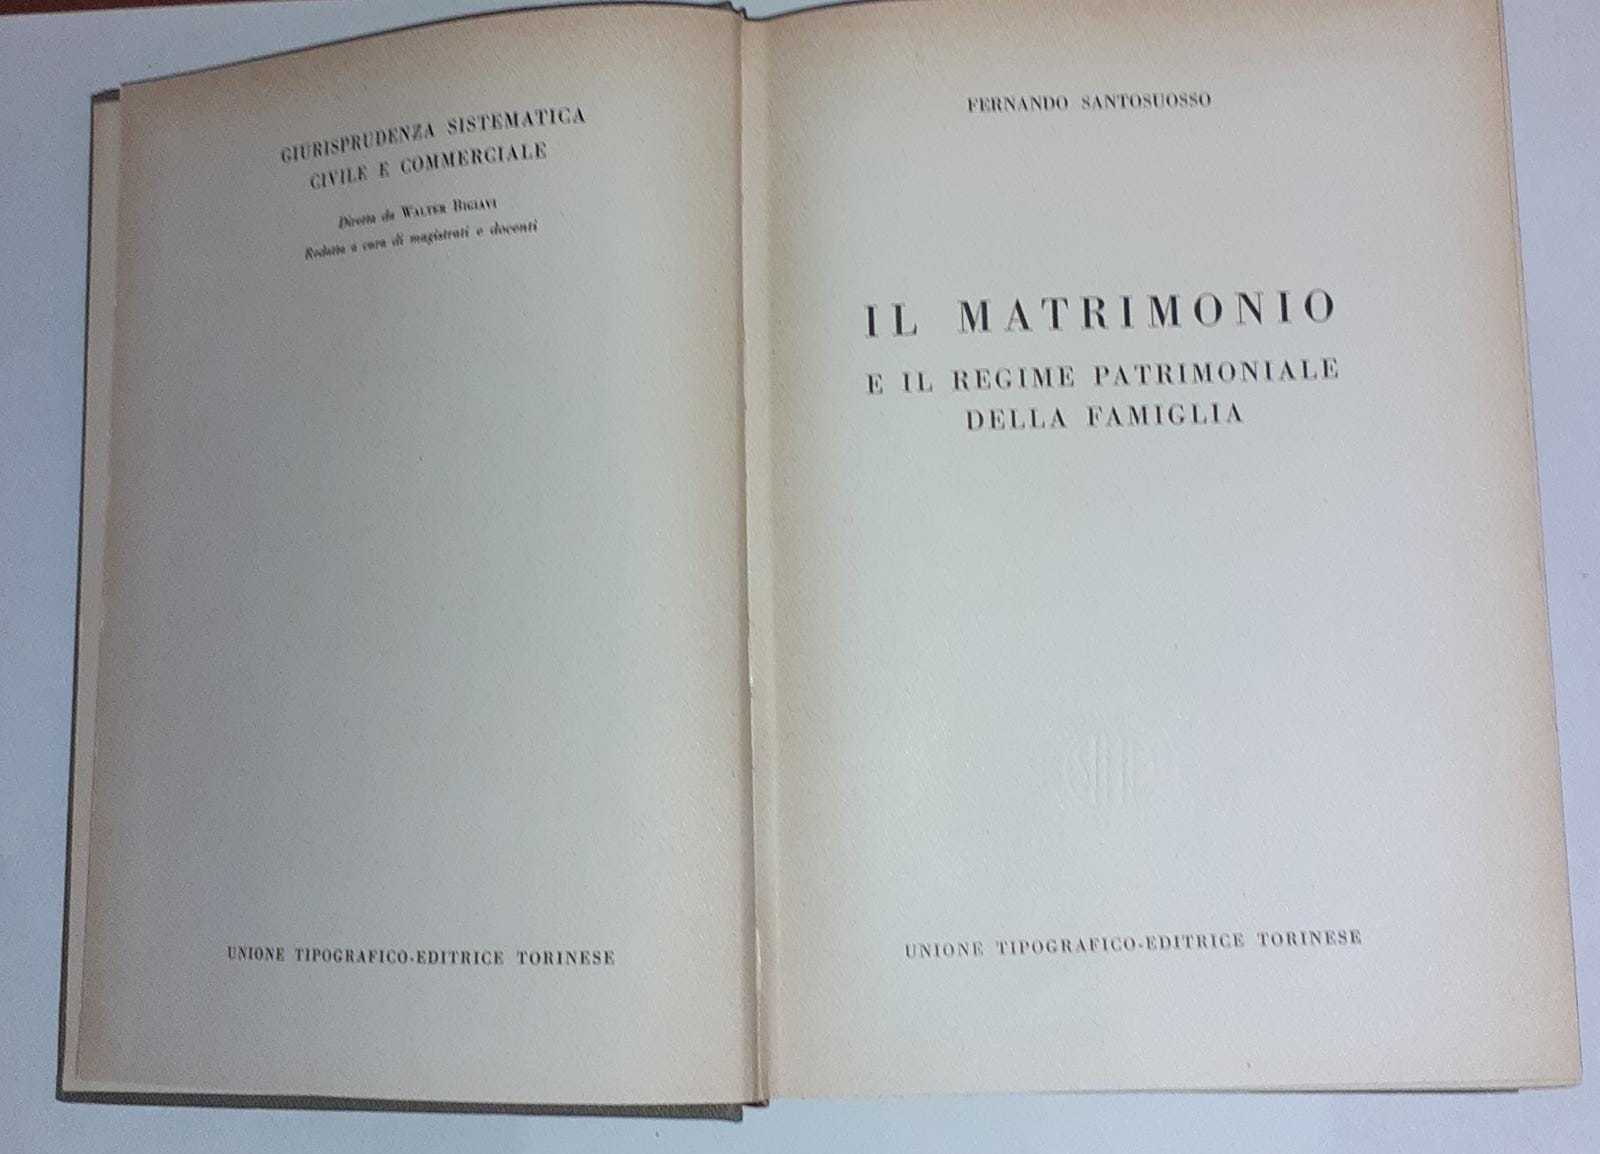 GIURISPRUDENZA SISTEMATICA
CIVILE E COMMERCIALE
Diretta da WALTER BIGIAVI
Redatta a cura di magistrati e docenti
UNIONE TIPOGRAFICO-EDITRICE TORINESE
FERNANDO SANTOSUOSSO
IL MATRIMONIO
E IL REGIME PATRIMONIALE
DELLA FAMIGLIA
UNIONE TIPOGRAFICO-EDITRICE TORINESE